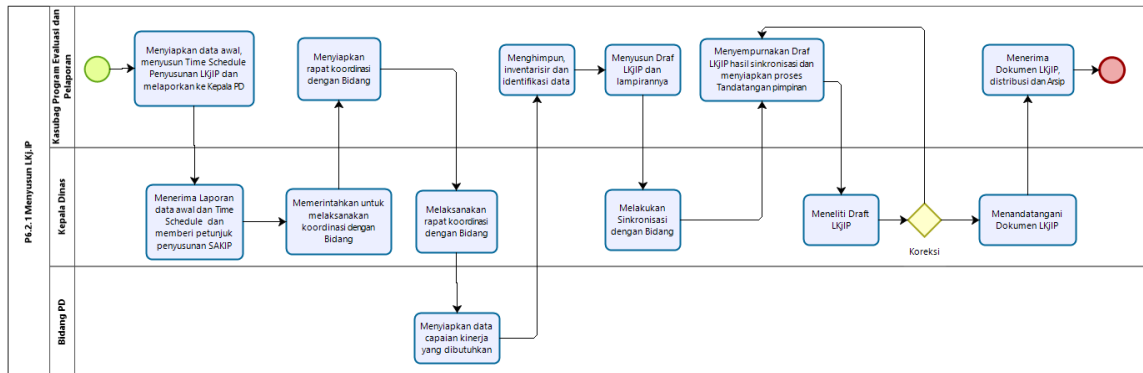 P6.2.1 Menyusun LKj.IP
Kasubag Program Evaluasi dan
Pelaporan
Menyiapkan data awal,
menyusun Time Schedule
Penyusunan LKjIP dan
melaporkan ke Kepala PD
Menyiapkan
rapat koordinasi
dengan Bidang
Menghimpun,
inventarisir dan
identifikasi data
Menyusun Draf
LKjIP dan
lampirannya
Menyempurnakan Draf
LKjIP hasil sinkronisasi dan
menyiapkan proses
Tandatangan pimpinan
Menerima
Dokumen LKjIP,
distribusi dan Arsip
Kepala Dinas
Menerima Laporan
data awal dan Time
Schedule dan
memberi petunjuk
penyusunan SAKIP
Memerintahkan untuk
melaksanakan
koordinasi dengan
Bidang
Melaksanakan
rapat koordinasi
dengan Bidang
Melakukan
Sinkronisasi
dengan Bidang
Meneliti Draft
LKjIP
Koreksi
Menandatangani
Dokumen LKjIP
Bidang PD
Menyiapkan data
capaian kinerja
yang dibutuhkan